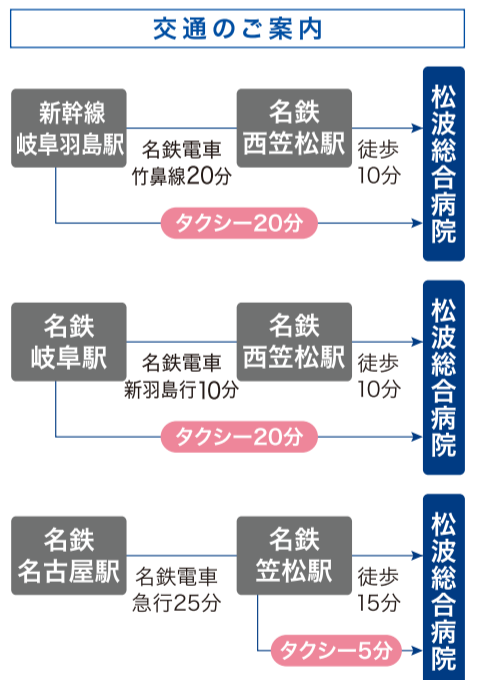 交通のご案内
新幹線
岐阜羽島駅
名鉄電車
竹鼻線20分
名鉄
西笠松駅
徒歩
10分
松波総合病院
タクシー20分
名鉄
岐阜駅
名鉄電車
新羽島行10分
名鉄
西笠松駅
徒歩
10分
松波総合病院
タクシー20分
名鉄
名古屋駅
名鉄電車
急行25分
名鉄
笠松駅
徒歩
15分
松波総合病院
タクシー5分